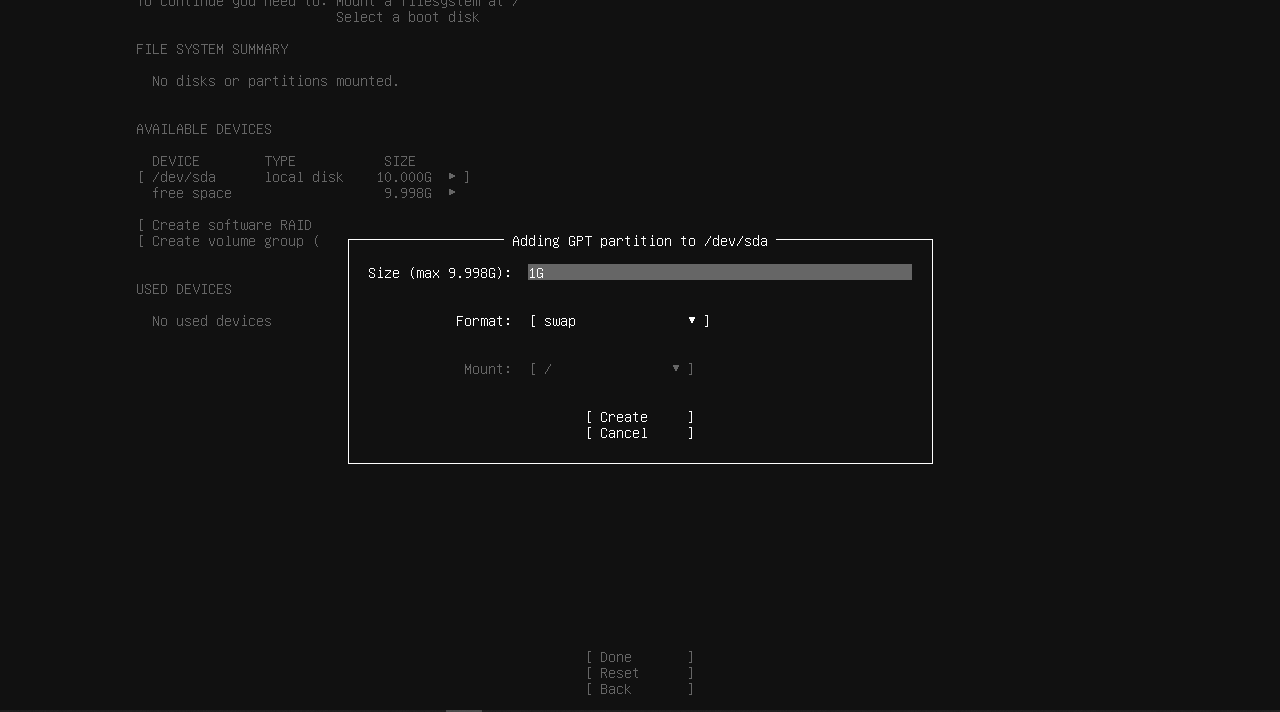 To continue you need to: Mount a filesystem at /
Select a boot disk
FILE SYSTEM SUMMARY
No disks or partitions mounted.
AVAILABLE DEVICES
DEVICE TYPE SIZE
[ /dev/sda local disk 10.000G ▶ ]
free space 9.998G ▶
[ Create software RAID
[ Create volume group (
USED DEVICES
No used devices
Adding GPT partition to /dev/sda
Size (max 9.998G): 1G
Format: [ swap ▼ ]
Mount: [ / ▼ ]
[ Create ]
[ Cancel ]
[ Done ]
[ Reset ]
[ Back ]